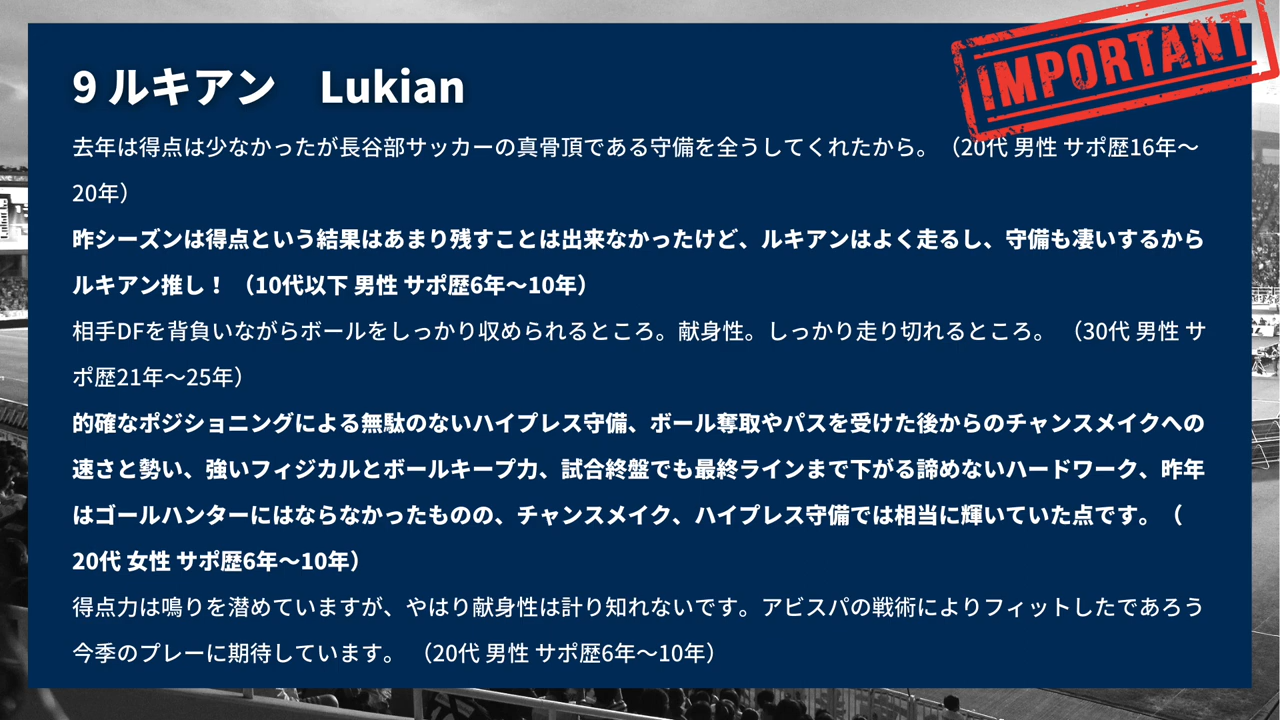 9 ルキアン　Lukian
IMPORTANT
去年は得点は少なかったが長谷部サッカーの真骨頂である守備を全うしてくれたから。（20代 男性 サポ歴16年〜
20年）
昨シーズンは得点という結果はあまり残すことは出来なかったけど、ルキアンはよく走るし、守備も凄いするから
ルキアン推し！（10代以下 男性 サポ歴6年〜10年）
相手DFを背負いながらボールをしっかり収められるところ。献身性。しっかり走り切れるところ。（30代 男性 サ
ポ歴21年〜25年）
的確なポジショニングによる無駄のないハイプレス守備、ボール奪取やパスを受けた後からのチャンスメイクへの
速さと勢い、強いフィジカルとボールキープ力、試合終盤でも最終ラインまで下がる諦めないハードワーク、昨年
はゴールハンターにはならなかったものの、チャンスメイク、ハイプレス守備では相当に輝いていた点です。（
20代 女性 サポ歴6年〜10年）
得点力は鳴りを潜めていますが、やはり献身性は計り知れないです。アビスパの戦術によりフィットしたであろう
今季のプレーに期待しています。（20代 男性 サポ歴6年〜10年）